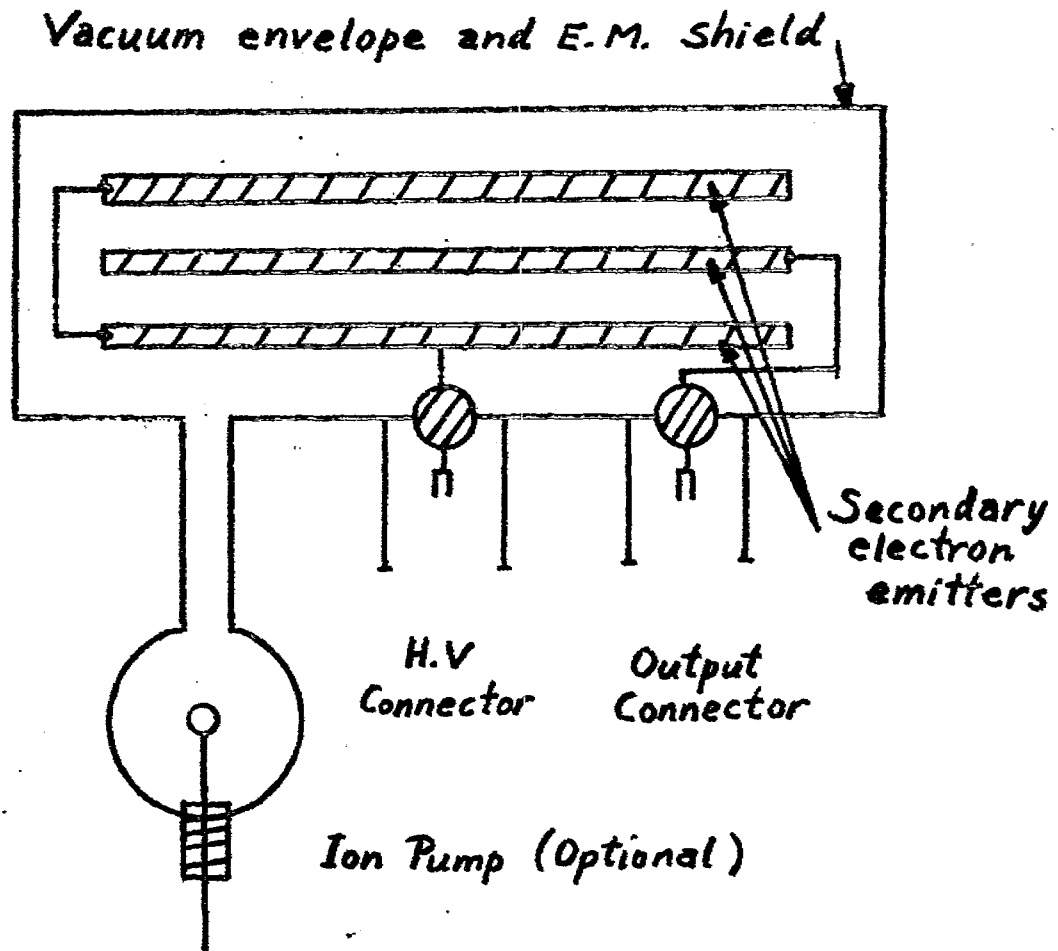 Vacuum envelope and E.M. Shield
Secondary
electron
emitters
H.V
Connector
Output
Connector
Ion Pump (Optional)